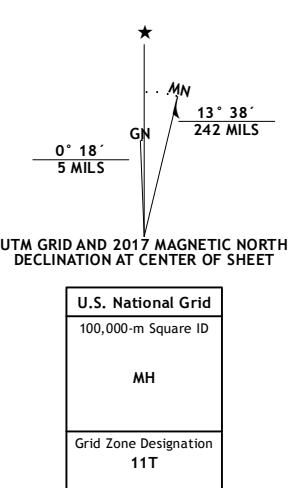 ★
MN
13° 38´
242 MILS
GN
0° 18´
5 MILS
UTM GRID AND 2017 MAGNETIC NORTH
DECLINATION AT CENTER OF SHEET
U.S. National Grid
100,000-m Square ID
MH
Grid Zone Designation
11T